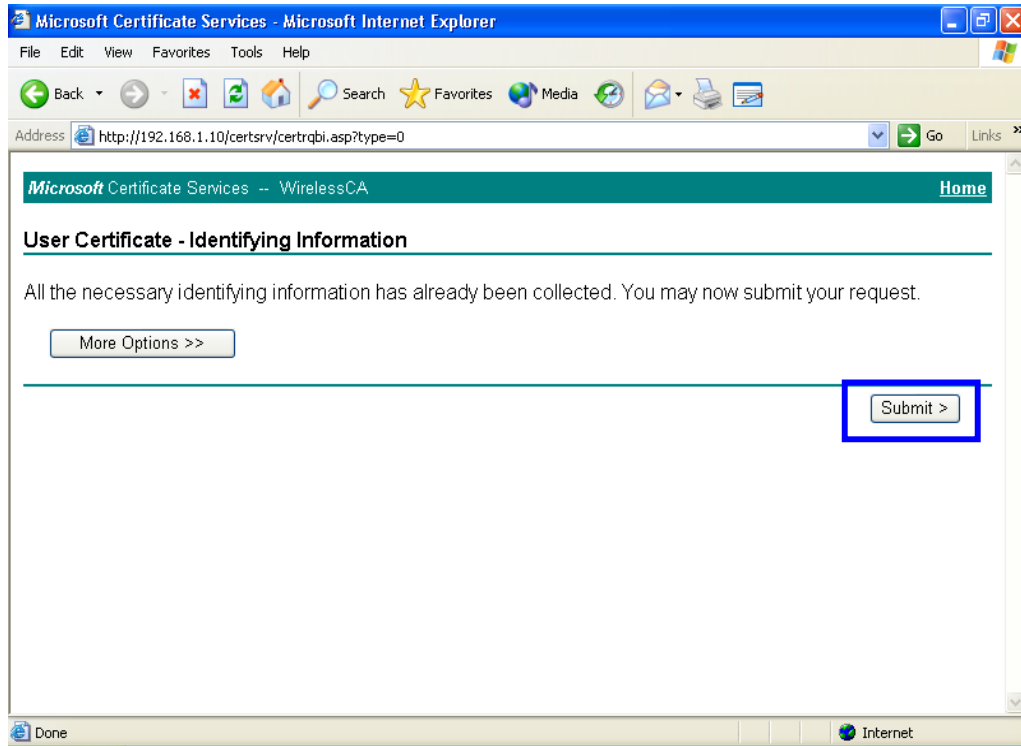 Microsoft Certificate Services - Microsoft Internet Explorer
File Edit View Favorites Tools Help
Back Search Favorites Media
Address http://192.168.1.10/certsrv/certrqbi.asp?type=0 Go Links »
Microsoft Certificate Services -- WirelessCA Home
User Certificate - Identifying Information
All the necessary identifying information has already been collected. You may now submit your request.
More Options >>
Submit >
Done Internet